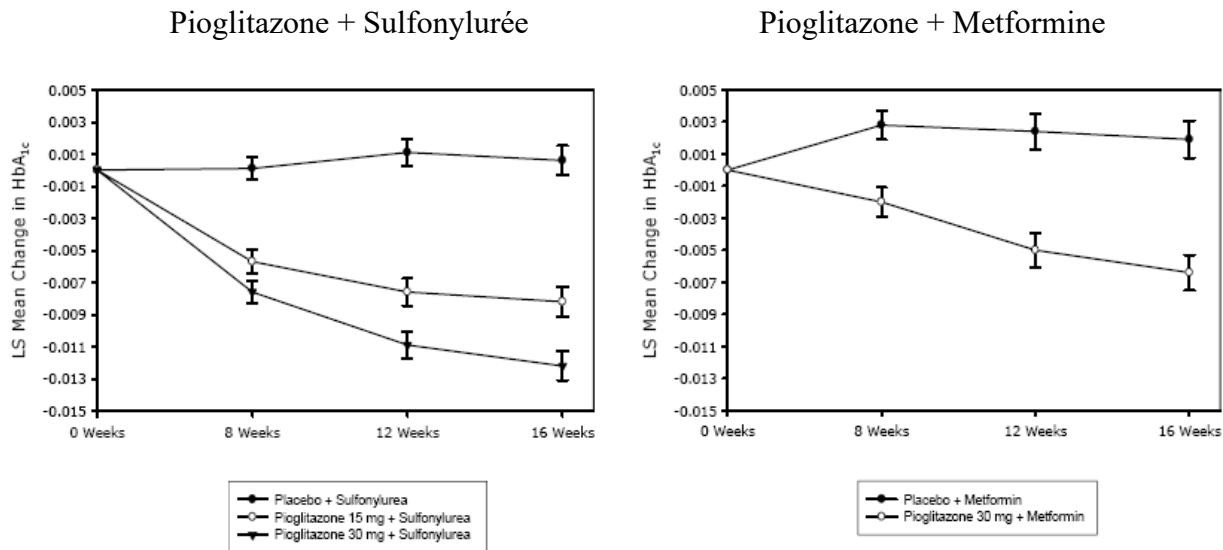 Pioglitazone + Sulfonylurée
0.005
0.003
0.001
-0.001
-0.003
-0.005
-0.007
-0.009
-0.011
-0.013
-0.015
LS Mean Change in HbA1c
0 Weeks
8 Weeks
12 Weeks
16 Weeks
Placebo + Sulfonylurea
Pioglitazone 15 mg + Sulfonylurea
Pioglitazone 30 mg + Sulfonylurea
Pioglitazone + Metformine
0.005
0.003
0.001
-0.001
-0.003
-0.005
-0.007
-0.009
-0.011
-0.013
-0.015
LS Mean Change in HbA1c
0 Weeks
8 Weeks
12 Weeks
16 Weeks
Placebo + Metformin
Pioglitazone 30 mg + Metformin